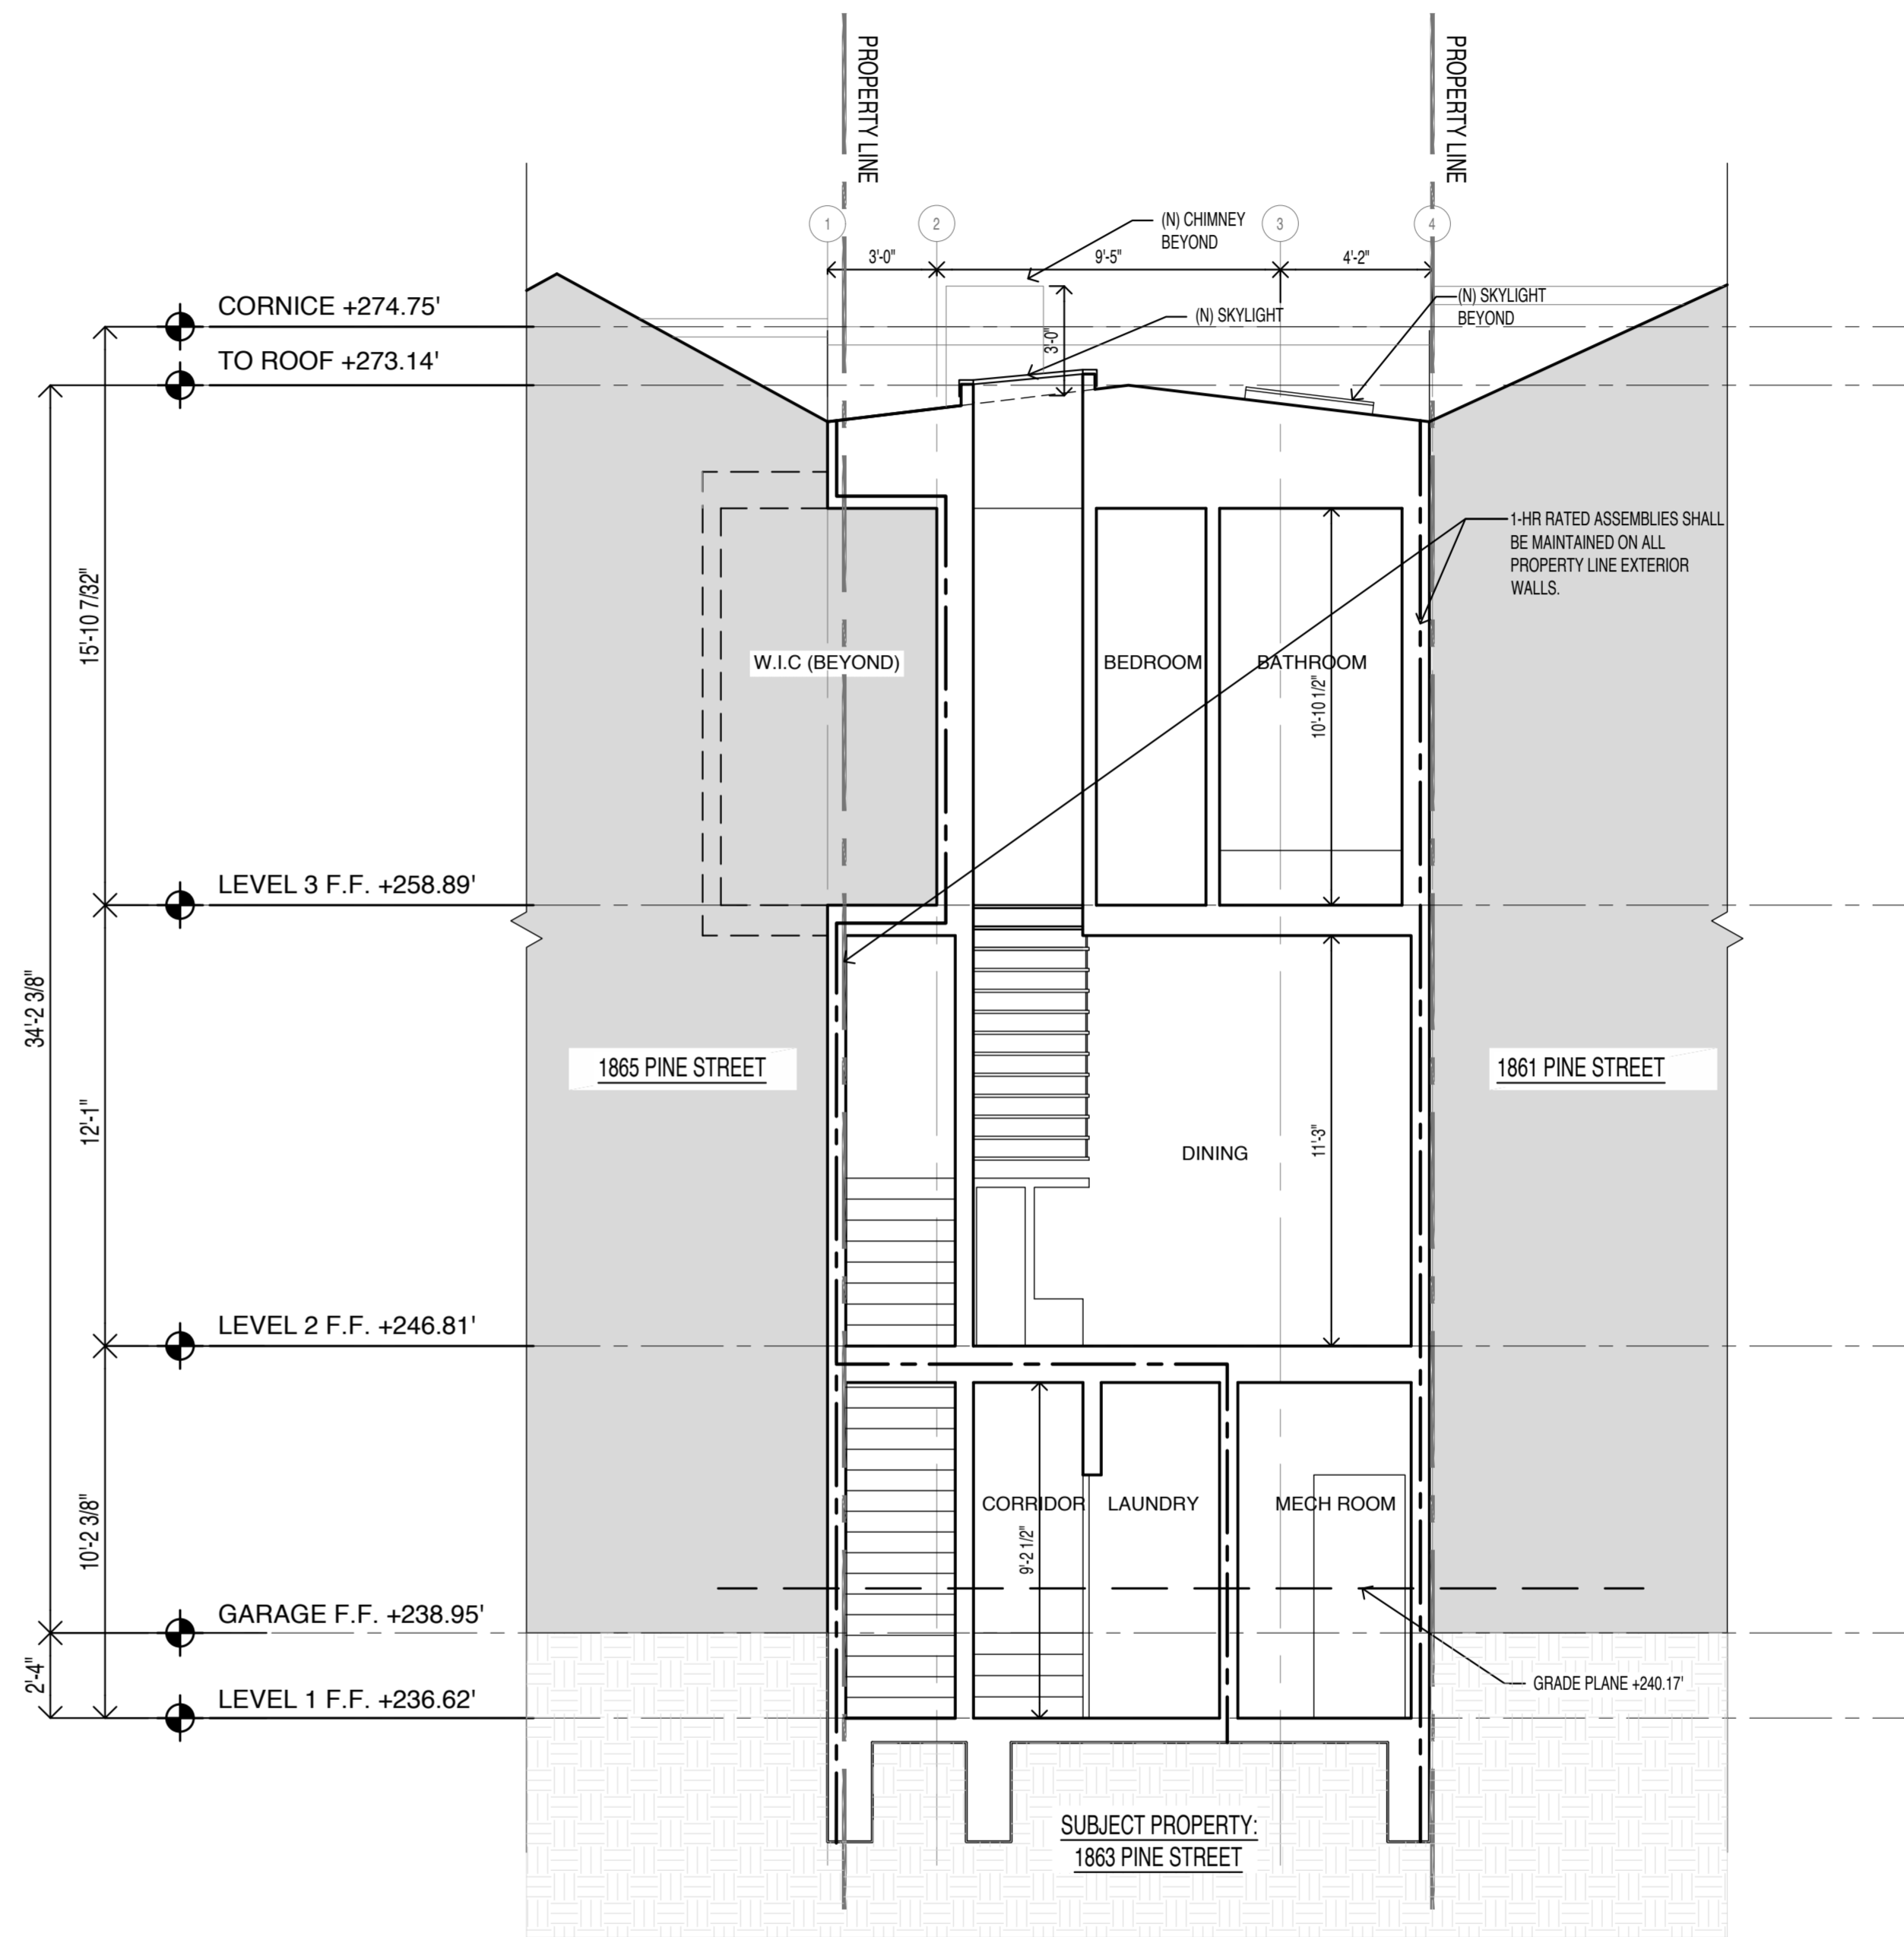 PROPERTY LINE
PROPERTY LINE
1
2
3
4
(N) CHIMNEY
BEYOND
3'-0"
9'-5"
4'-2"
(N) SKYLIGHT
BEYOND
(N) SKYLIGHT
3'-0"
CORNICE +274.75'
TO ROOF +273.14'
1-HR RATED ASSEMBLIES SHALL
BE MAINTAINED ON ALL
PROPERTY LINE EXTERIOR
WALLS.
15'-10 7/32"
W.I.C (BEYOND)
BEDROOM
BATHROOM
10'-10 1/2"
LEVEL 3 F.F. +258.89'
34'-2 3/8"
12'-1"
1865 PINE STREET
1861 PINE STREET
DINING
11'-3"
LEVEL 2 F.F. +246.81'
10'-2 3/8"
CORRIDOR
LAUNDRY
MECH ROOM
9'-2 1/2"
GARAGE F.F. +238.95'
2'-4"
LEVEL 1 F.F. +236.62'
GRADE PLANE +240.17'
SUBJECT PROPERTY:
1863 PINE STREET